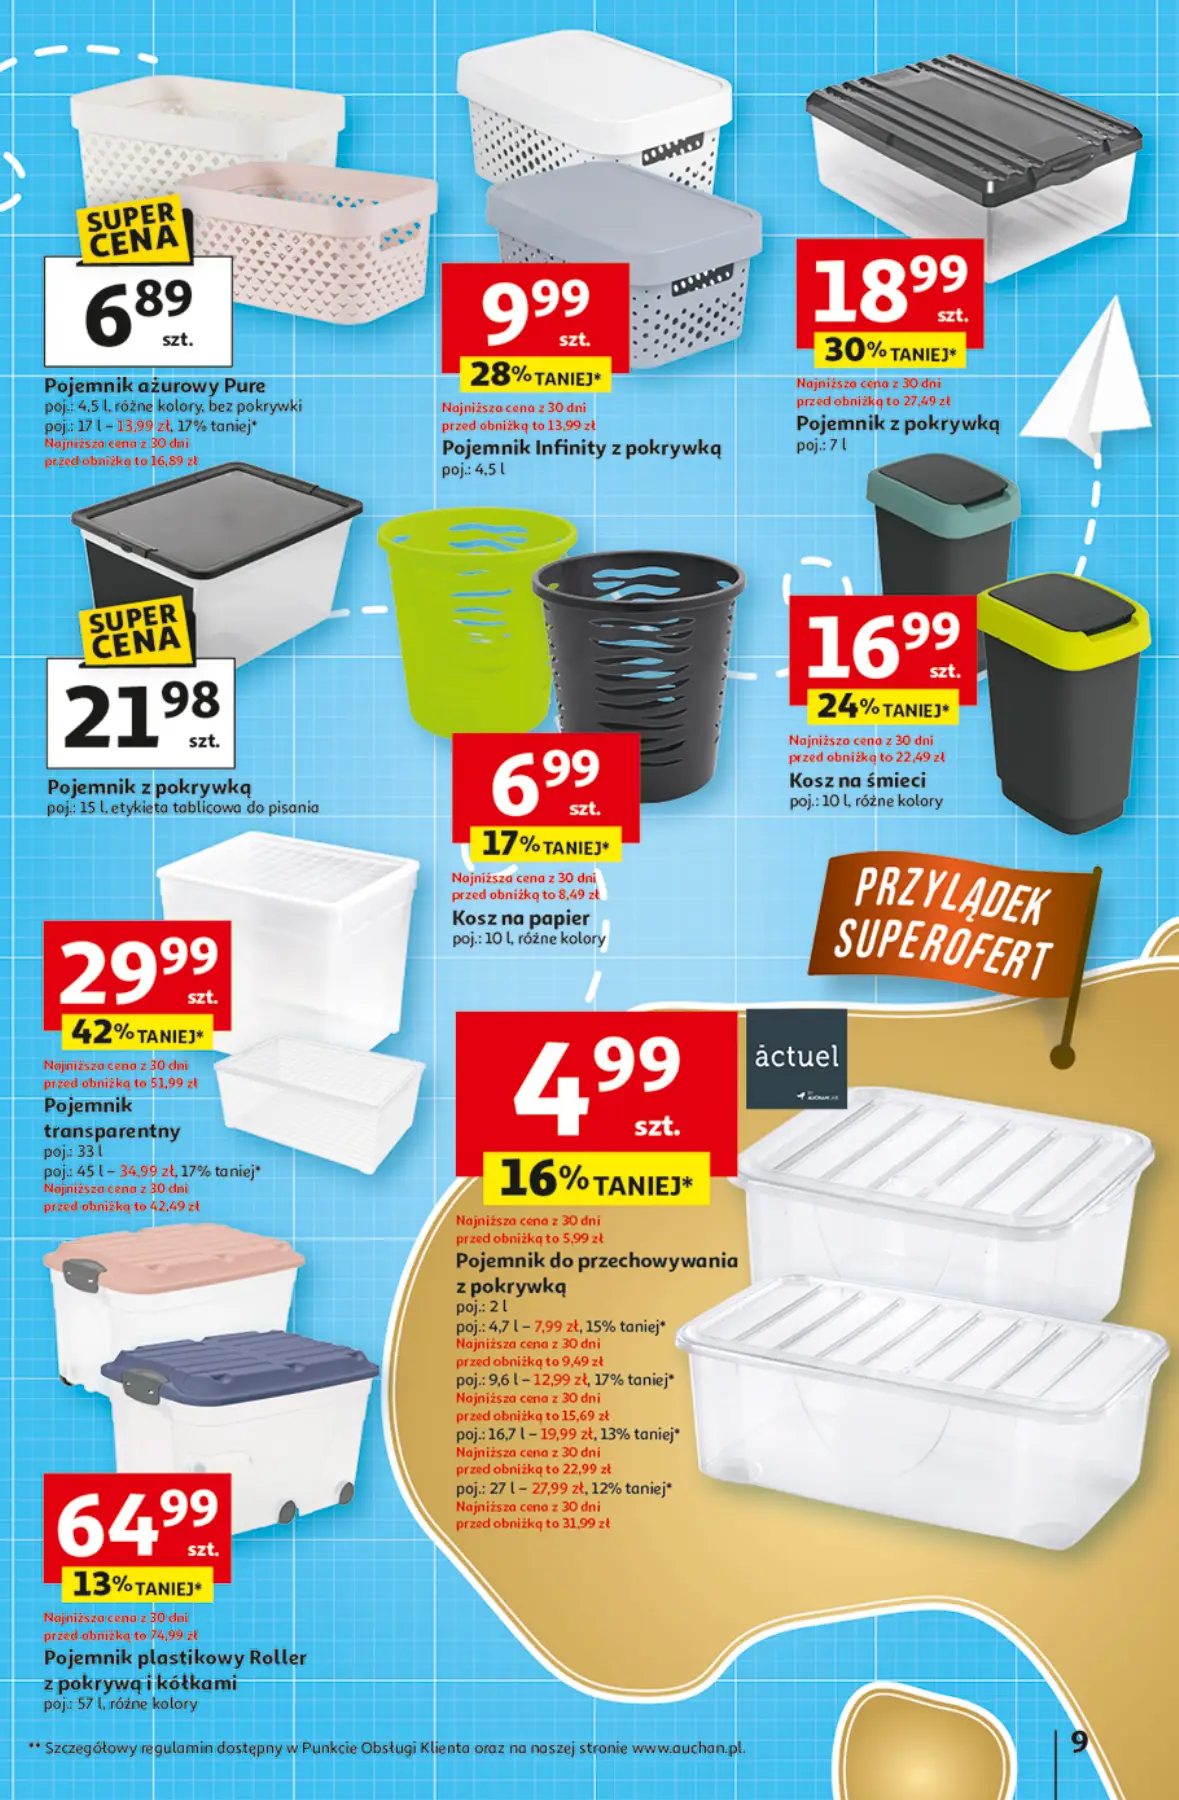 SUPER
CENA
6 89
szt.
Pojemnik ażurowy Pure
poj.: 4,5 l, różne kolory, bez pokrywki
poj.: 17 l – 13,99 zł, 17% taniej*
Najniższa cena z 30 dni
przed obniżką to 16,89 zł
9 99
szt.
28% TANIEJ*
Najniższa cena z 30 dni
przed obniżką to 13,99 zł
Pojemnik Infinity z pokrywką
poj.: 4,5 l
18 99
szt.
30% TANIEJ*
Najniższa cena z 30 dni
przed obniżką to 27,49 zł
Pojemnik z pokrywką
poj.: 7 l
SUPER
CENA
21 98
szt.
Pojemnik z pokrywką
poj.: 15 l, etykieta tablicowa do pisania
6 99
szt.
17% TANIEJ*
Najniższa cena z 30 dni
przed obniżką to 8,49 zł
Kosz na papier
poj.: 10 l, różne kolory
16 99
szt.
24% TANIEJ*
Najniższa cena z 30 dni
przed obniżką to 22,49 zł
Kosz na śmieci
poj.: 10 l, różne kolory
29 99
szt.
42% TANIEJ*
Najniższa cena z 30 dni
przed obniżką to 51,99 zł
Pojemnik
transparentny
poj.: 33 l
poj.: 45 l – 34,99 zł, 17% taniej*
Najniższa cena z 30 dni
przed obniżką to 42,49 zł
PRZYLĄDEK
SUPEROFERT
4 99
szt.
16% TANIEJ*
åctuel
BY
AUCHAN LAB
Najniższa cena z 30 dni
przed obniżką to 5,99 zł
Pojemnik do przechowywania
z pokrywką
poj.: 2 l
poj.: 4,7 l – 7,99 zł, 15% taniej*
Najniższa cena z 30 dni
przed obniżką to 9,49 zł
poj.: 9,6 l – 12,99 zł, 17% taniej*
Najniższa cena z 30 dni
przed obniżką to 15,69 zł
poj.: 16,7 l – 19,99 zł, 13% taniej*
Najniższa cena z 30 dni
przed obniżką to 22,99 zł
poj.: 27 l – 27,99 zł, 12% taniej*
Najniższa cena z 30 dni
przed obniżką to 31,99 zł
64 99
szt.
13% TANIEJ*
Najniższa cena z 30 dni
przed obniżką to 74,99 zł
Pojemnik plastikowy Roller
z pokrywą i kółkami
poj.: 57 l, różne kolory
** Szczegółowy regulamin dostępny w Punkcie Obsługi Klienta oraz na naszej stronie www.auchan.pl.
9